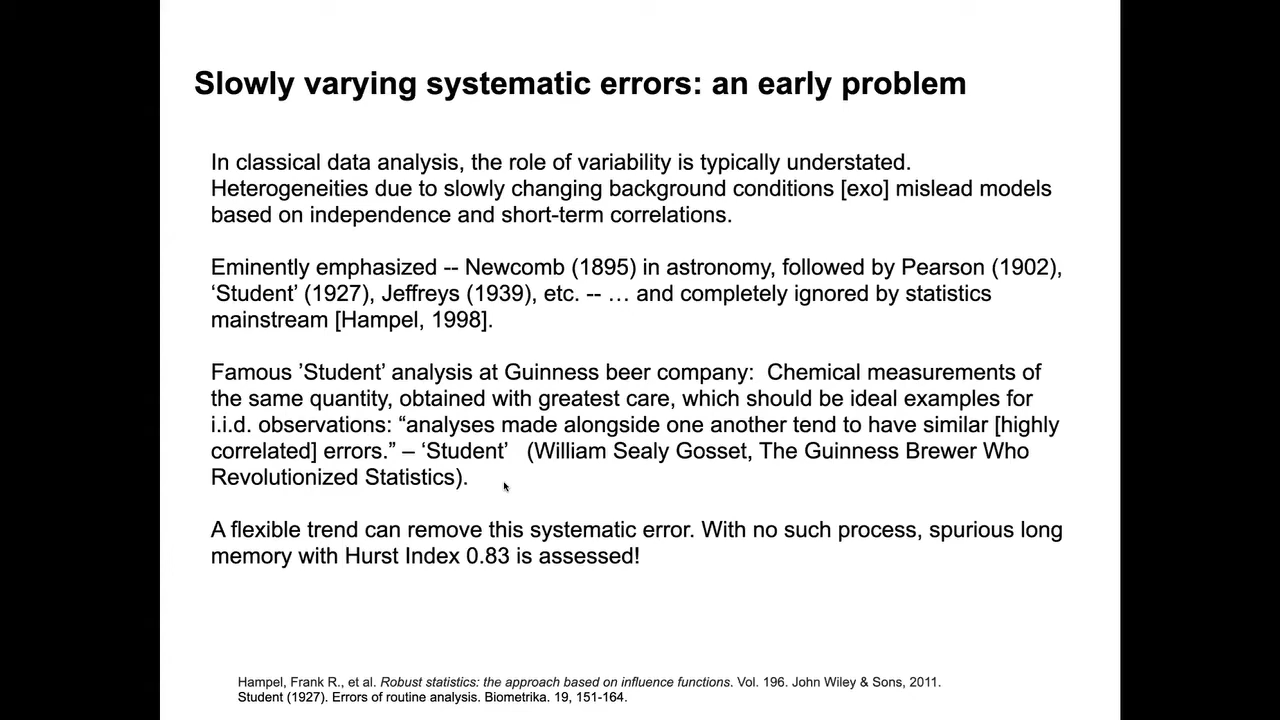 Slowly varying systematic errors: an early problem
In classical data analysis, the role of variability is typically understated.
Heterogeneities due to slowly changing background conditions [exo] mislead models
based on independence and short-term correlations.
Eminently emphasized -- Newcomb (1895) in astronomy, followed by Pearson (1902),
‘Student’ (1927), Jeffreys (1939), etc. -- … and completely ignored by statistics
mainstream [Hampel, 1998].
Famous ’Student’ analysis at Guinness beer company:  Chemical measurements of
the same quantity, obtained with greatest care, which should be ideal examples for
i.i.d. observations: “analyses made alongside one another tend to have similar [highly
correlated] errors.” – ‘Student’   (William Sealy Gosset, The Guinness Brewer Who
Revolutionized Statistics).
A flexible trend can remove this systematic error. With no such process, spurious long
memory with Hurst Index 0.83 is assessed!
Hampel, Frank R., et al. Robust statistics: the approach based on influence functions. Vol. 196. John Wiley & Sons, 2011.
Student (1927). Errors of routine analysis. Biometrika. 19, 151-164.